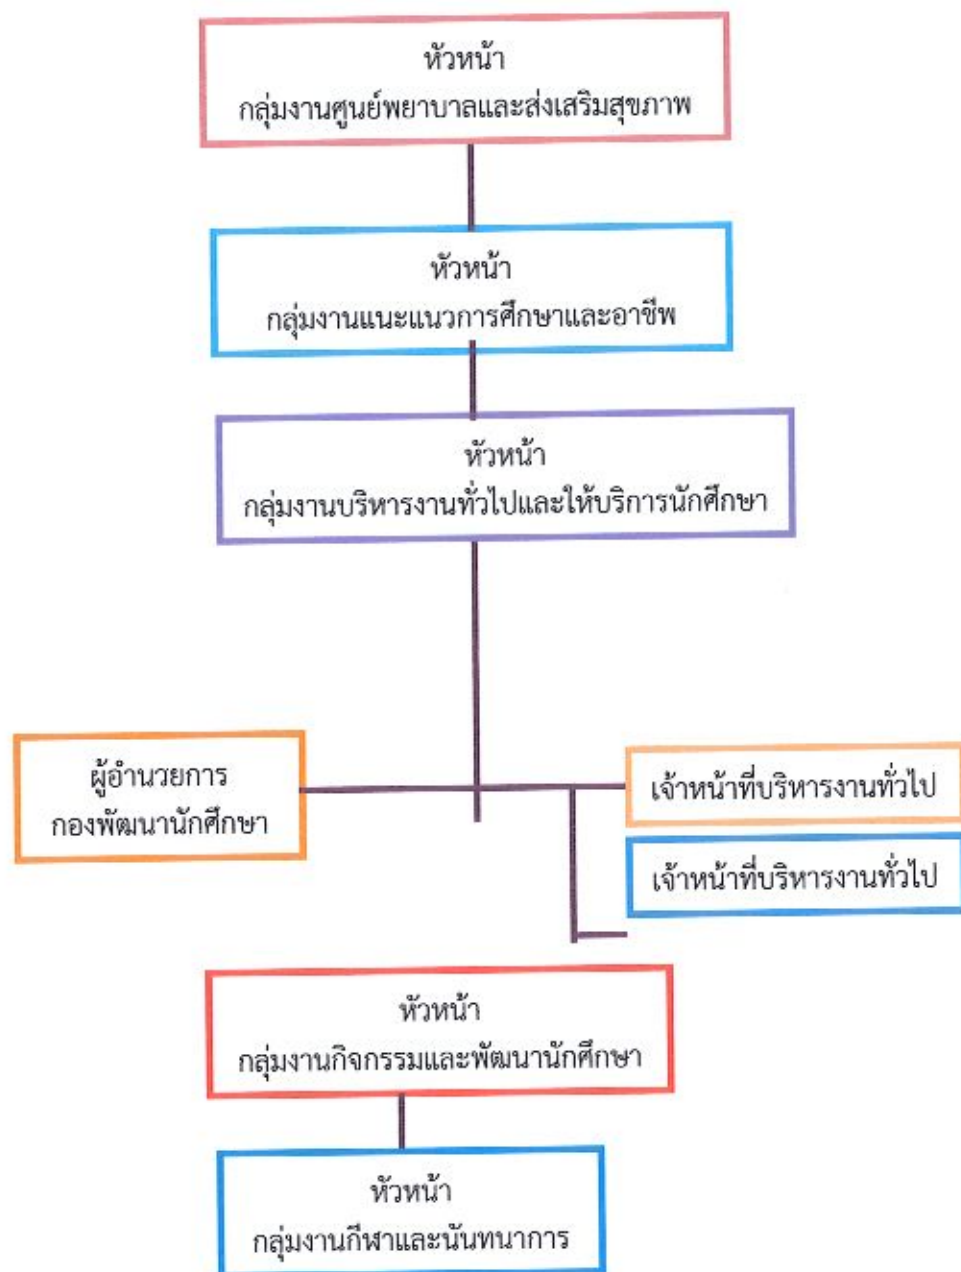 หัวหน้า
กลุ่มงานศูนย์พยาบาลและส่งเสริมสุขภาพ
หัวหน้า
กลุ่มงานแนะแนวการศึกษาและอาชีพ
หัวหน้า
กลุ่มงานบริหารงานทั่วไปและให้บริการนักศึกษา
ผู้อำนวยการ
กองพัฒนานักศึกษา
เจ้าหน้าที่บริหารงานทั่วไป
เจ้าหน้าที่บริหารงานทั่วไป
หัวหน้า
กลุ่มงานกิจกรรมและพัฒนานักศึกษา
หัวหน้า
กลุ่มงานกีฬาและนันทนาการ